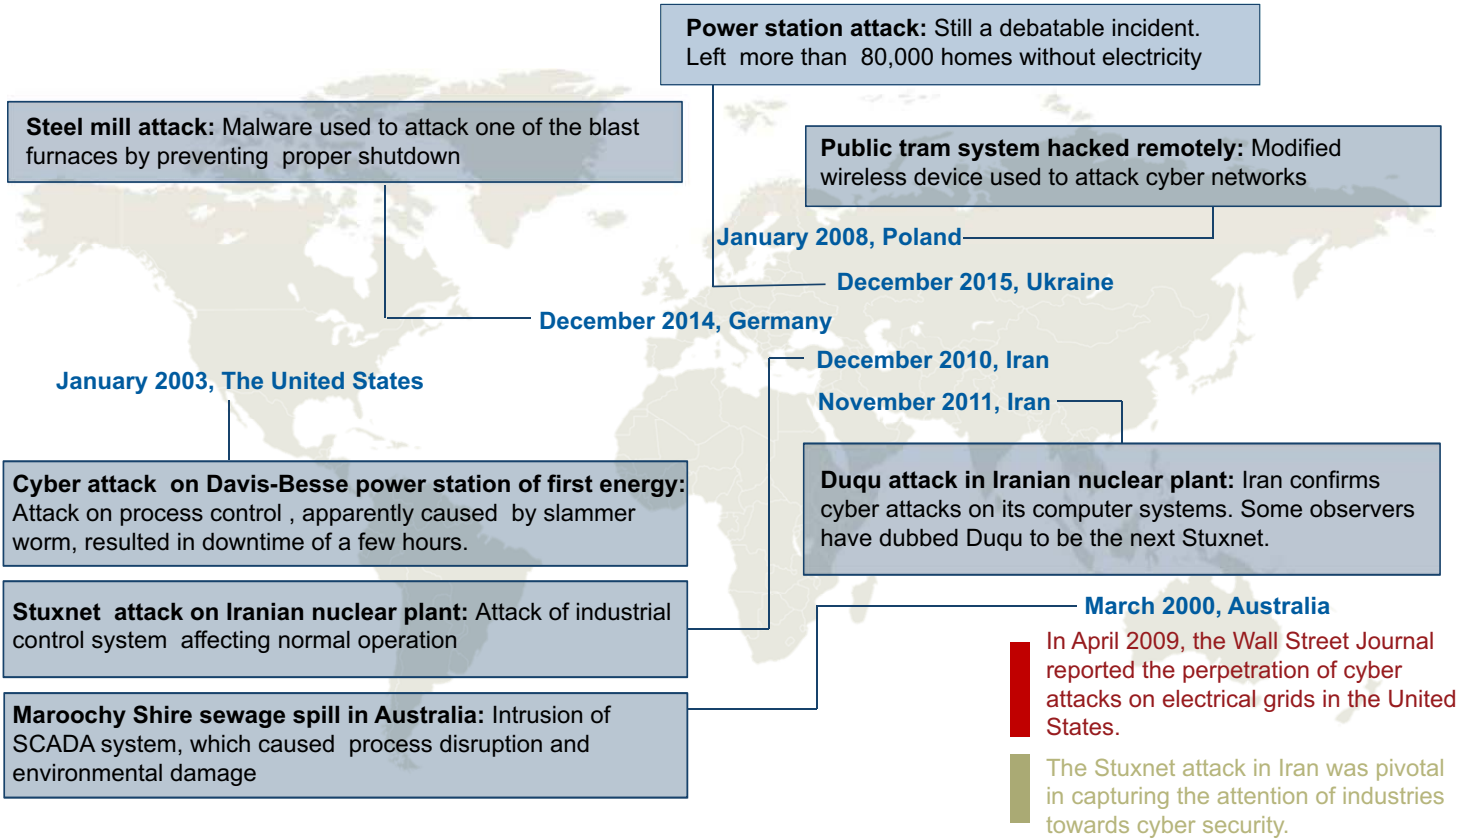 Power station attack: Still a debatable incident.
Left more than 80,000 homes without electricity
Steel mill attack: Malware used to attack one of the blast
furnaces by preventing proper shutdown
Public tram system hacked remotely: Modified
wireless device used to attack cyber networks
January 2008, Poland
December 2015, Ukraine
December 2014, Germany
December 2010, Iran
January 2003, The United States
November 2011, Iran
Cyber attack on Davis-Besse power station of first energy:
Attack on process control , apparently caused by slammer
worm, resulted in downtime of a few hours.
Duqu attack in Iranian nuclear plant: Iran confirms
cyber attacks on its computer systems. Some observers
have dubbed Duqu to be the next Stuxnet.
Stuxnet attack on Iranian nuclear plant: Attack of industrial
control system affecting normal operation
March 2000, Australia
Maroochy Shire sewage spill in Australia: Intrusion of
SCADA system, which caused process disruption and
environmental damage
In April 2009, the Wall Street Journal
reported the perpetration of cyber
attacks on electrical grids in the United
States.
The Stuxnet attack in Iran was pivotal
in capturing the attention of industries
towards cyber security.